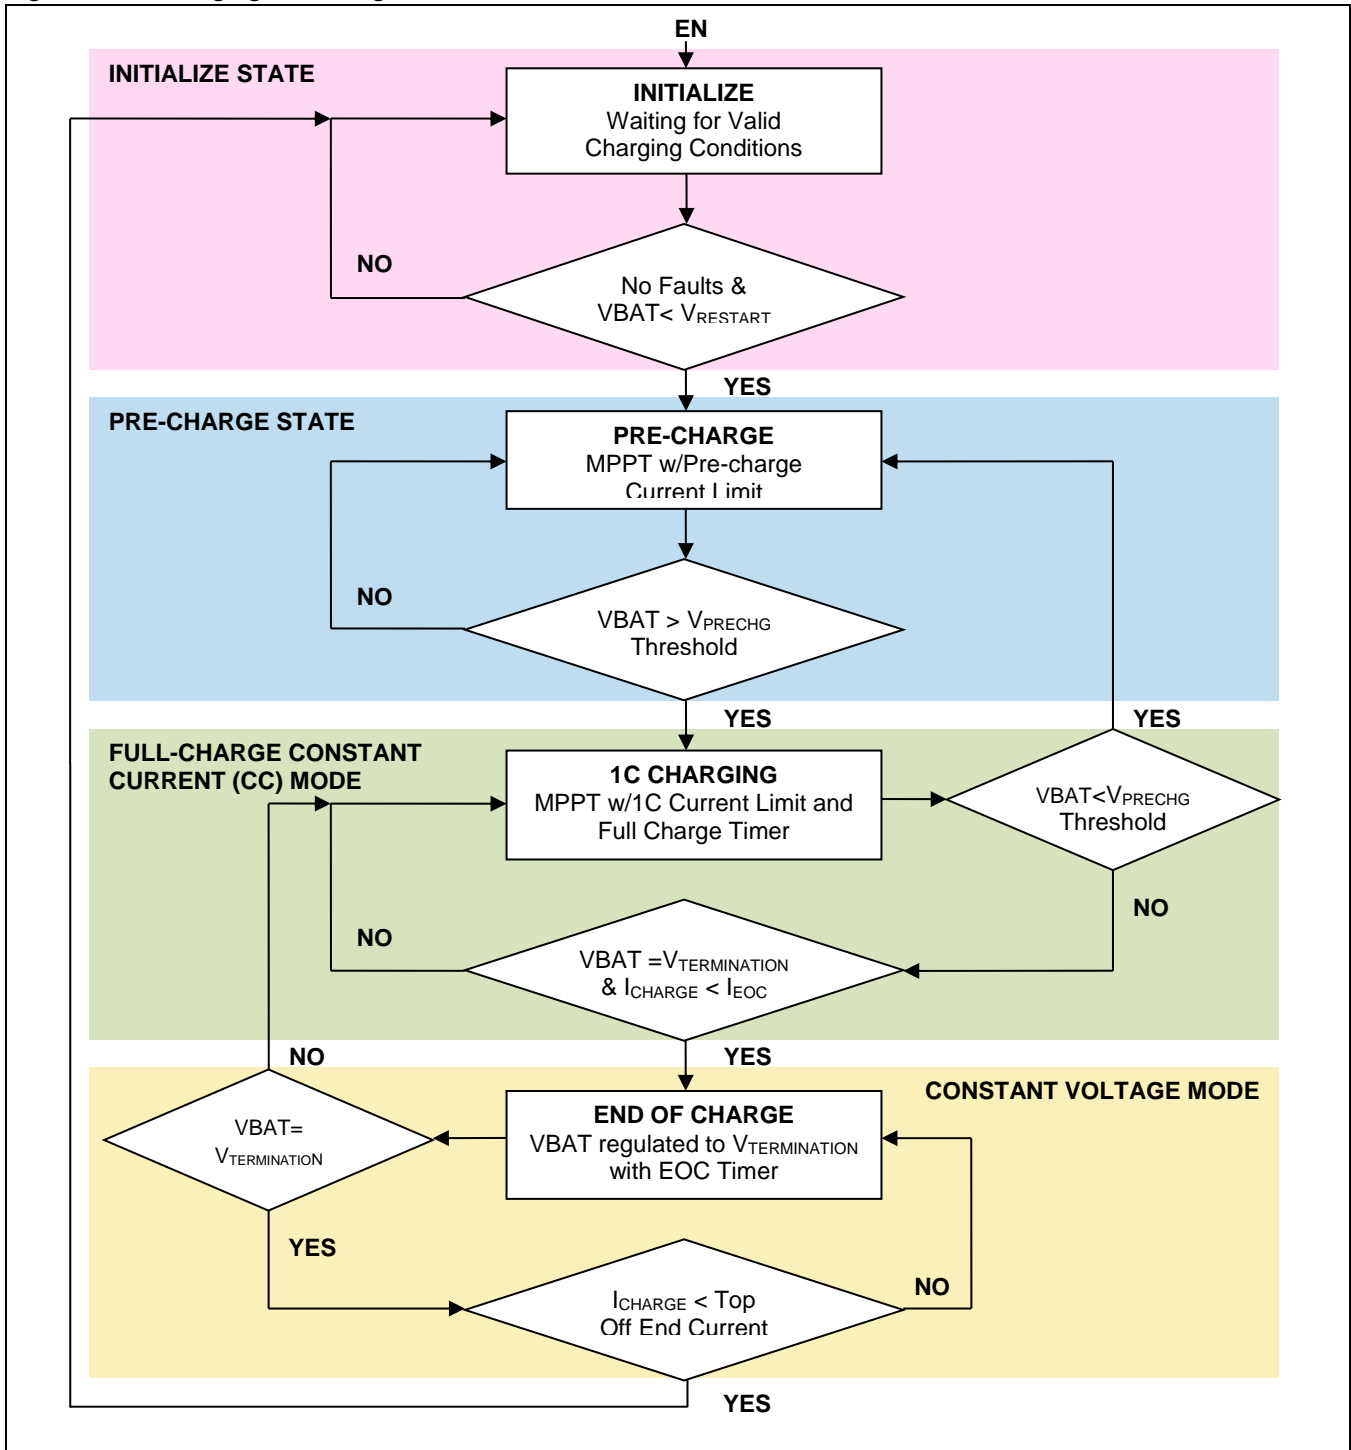 EN
INITIALIZE STATE
INITIALIZE
Waiting for Valid
Charging Conditions
NO
No Faults &
VBAT< VRESTART
YES
PRE-CHARGE STATE
PRE-CHARGE
MPPT w/Pre-charge
Current Limit
NO
VBAT > VPRECHG
Threshold
YES
YES
FULL-CHARGE CONSTANT
CURRENT (CC) MODE
1C CHARGING
MPPT w/1C Current Limit and
Full Charge Timer
VBAT<VPRECHG
Threshold
NO
NO
VBAT =VTERMINATION
& ICHARGE < IEOC
NO
YES
CONSTANT VOLTAGE MODE
END OF CHARGE
VBAT regulated to VTERMINATION
with EOC Timer
VBAT=
VTERMINATION
YES
ICHARGE < Top
Off End Current
NO
YES